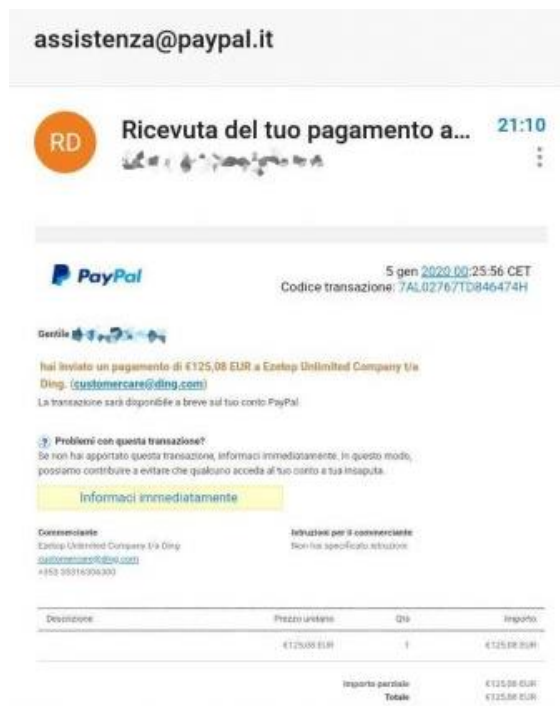 assistenza@paypal.it
RD
Ricevuta del tuo pagamento a...
21:10
PayPal
5 gen 2020 00:25:56 CET
Codice transazione: 7AL02767TD846474H
Gentile
hai inviato un pagamento di €125,08 EUR a Ezetop Unlimited Company t/a
Ding. (customercare@ding.com)
La transazione sarà disponibile a breve sul tuo conto PayPal.
? Problemi con questa transazione?
Se non hai apportato questa transazione, informaci immediatamente. In questo modo,
possiamo contribuire a evitare che qualcuno acceda al tuo conto a tua insaputa.
Informaci immediatamente
Commerciante
Ezetop Unlimited Company t/a Ding
customercare@ding.com
Istruzioni per il commerciante
Non hai specificato istruzioni
Descrizione
Prezzo unitario
Qtà
Importo
€125,08 EUR
1
€125,08 EUR
Importo parziale
€125,08 EUR
Totale
€125,08 EUR